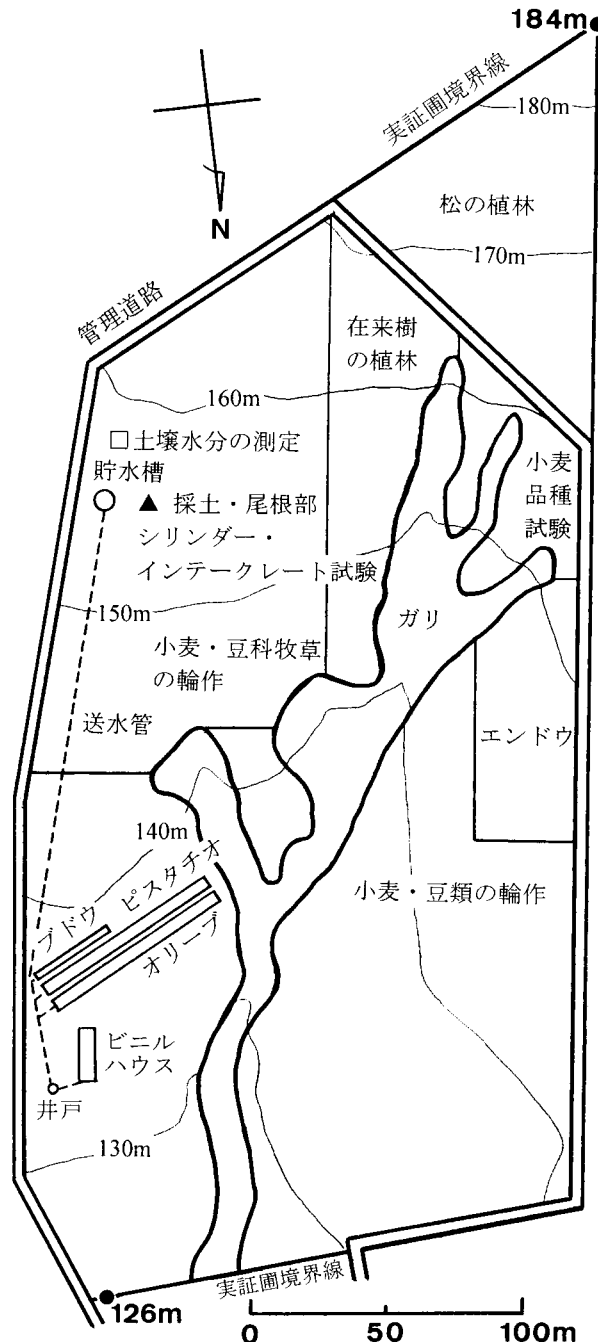 184m
実証圃境界線
180m
N
松の植林
170m
管理道路
在来樹
の植林
160m
□土壌水分の測定
貯水槽
▲ 採土・尾根部
シリンダー・
インテークレート試験
小麦
品種
試験
150m
ガリ
小麦・豆科牧草
の輪作
送水管
エンドウ
140m
ピスタチオ
ブドウ
オリーブ
小麦・豆類の輪作
ビニル
ハウス
井戸
130m
実証圃境界線
126m
0 50 100m